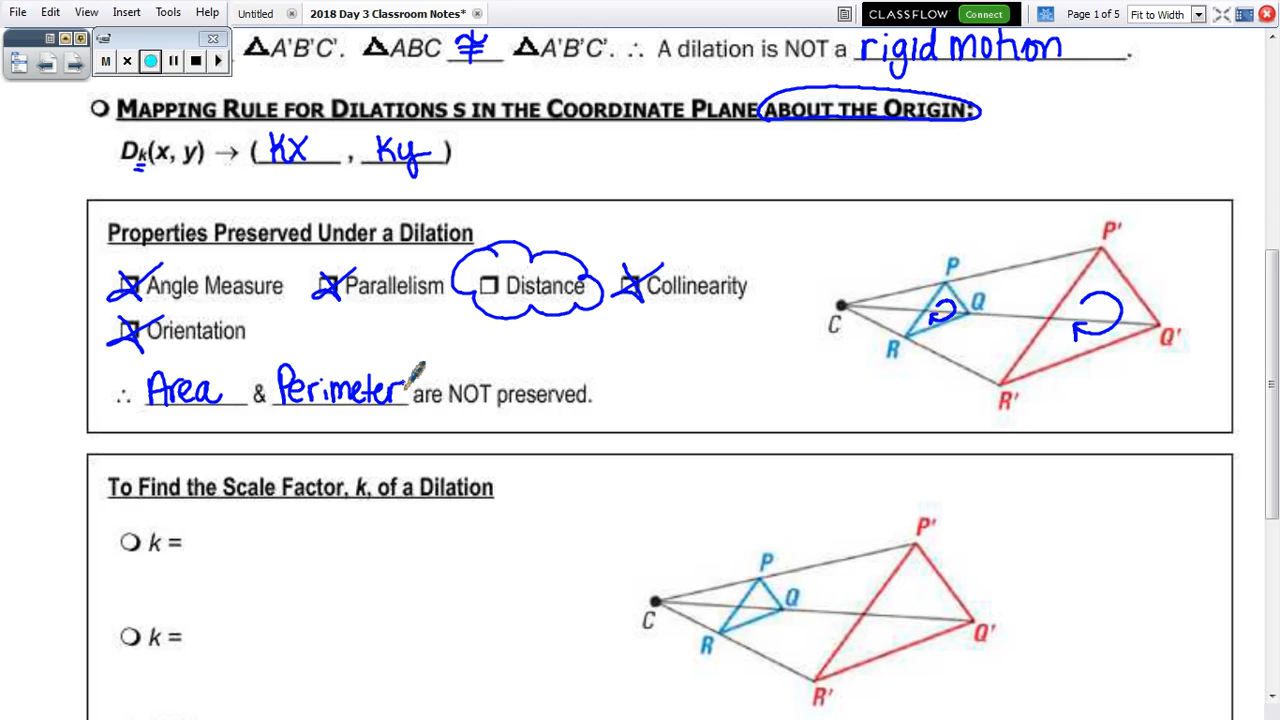 File Edit View Insert Tools Help Untitled 2018 Day 3 Classroom Notes* CLASSFLOW Connect Page 1 of 5 Fit to Width
M
△A'B'C'. △ABC ≇ △A'B'C'. ∴ A dilation is NOT a rigid motion.
MAPPING RULE FOR DILATIONS S IN THE COORDINATE PLANE ABOUT THE ORIGIN:
Dk(x, y) → (kx, ky)
Properties Preserved Under a Dilation
Angle Measure Parallelism Distance Collinearity
Orientation
∴ Area & Perimeter are NOT preserved.
P'
P
Q
C
Q'
R
R'
To Find the Scale Factor, k, of a Dilation
k =
k =
P'
P
Q
C
Q'
R
R'